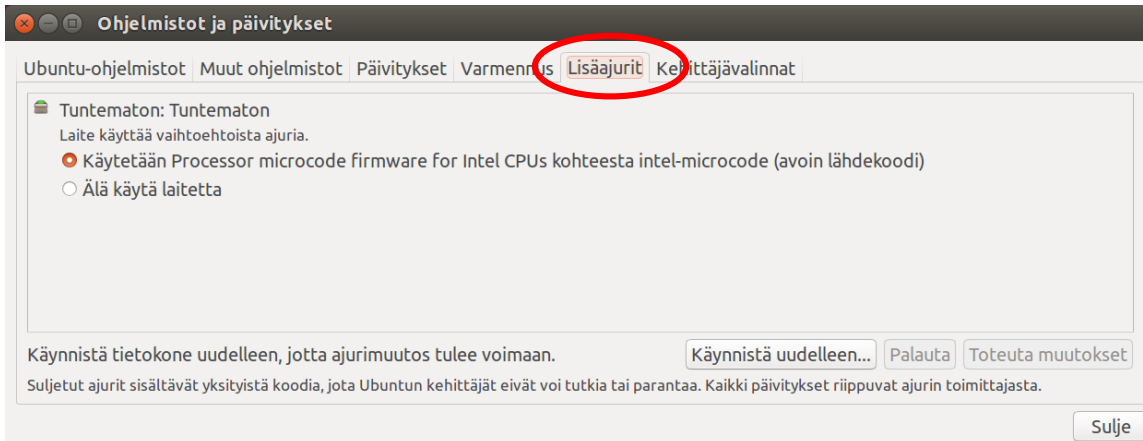 Ohjelmistot ja päivitykset
Ubuntu-ohjelmistot Muut ohjelmistot Päivitykset Varmennus Lisäajurit Kehittäjävalinnat
Tuntematon: Tuntematon
Laite käyttää vaihtoehtoista ajuria.
Käytetään Processor microcode firmware for Intel CPUs kohteesta intel-microcode (avoin lähdekoodi)
Älä käytä laitetta
Käynnistä tietokone uudelleen, jotta ajurimuutos tulee voimaan. Käynnistä uudelleen... Palauta Toteuta muutokset
Suljetut ajurit sisältävät yksityistä koodia, jota Ubuntun kehittäjät eivät voi tutkia tai parantaa. Kaikki päivitykset riippuvat ajurin toimittajasta.
Sulje